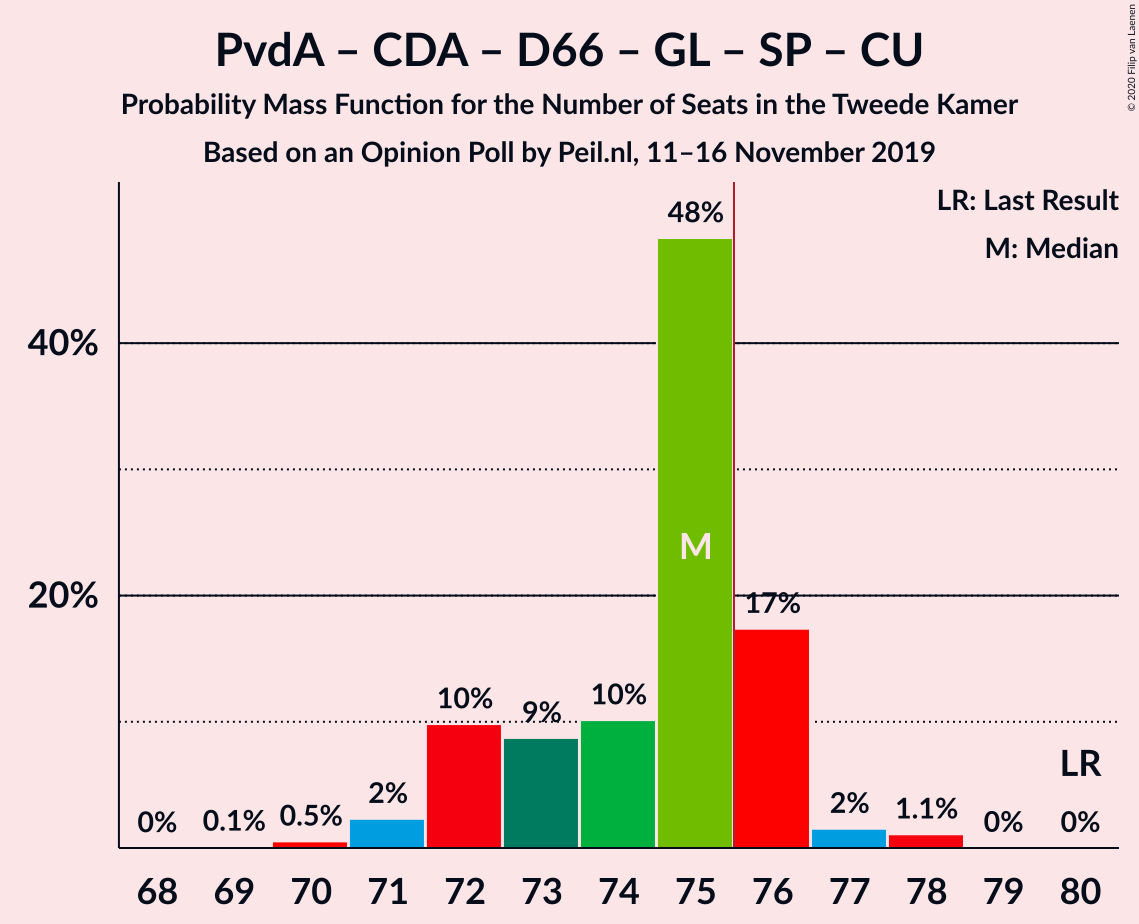 PvdA – CDA – D66 – GL – SP – CU
Probability Mass Function for the Number of Seats in the Tweede Kamer
Based on an Opinion Poll by Peil.nl, 11–16 November 2019
© 2020 Filip van Laenen
LR: Last Result
M: Median
40%
20%
0%
0.1%
0.5%
2%
10%
9%
10%
48%
M
17%
2%
1.1%
0%
LR
0%
68 69 70 71 72 73 74 75 76 77 78 79 80